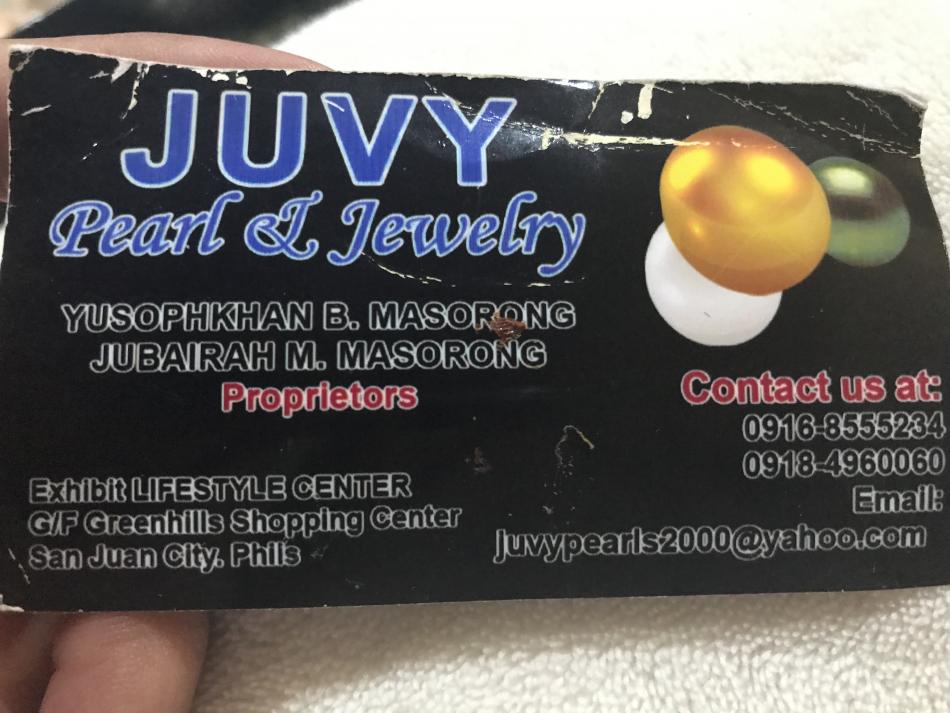 JUVY
Pearl & Jewelry
YUSOPHKHAN B. MASORONG
JUBAIRAH M. MASORONG
Proprietors
Exhibit LIFESTYLE CENTER
G/F Greenhills Shopping Center
San Juan City, Phils
Contact us at:
0916-8555234
0918-4960060
Email:
juvypearls2000@yahoo.com